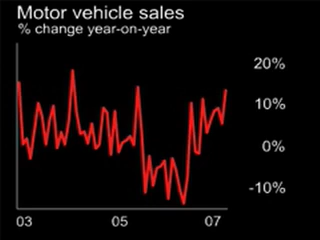 Motor vehicle sales
% change year-on-year
20%
10%
0%
-10%
03 05 07